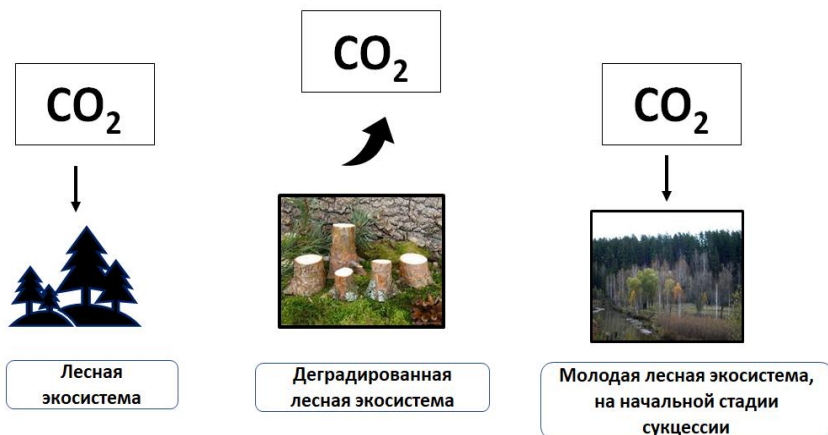 CO₂
CO₂
CO₂
Лесная
экосистема
Деградированная
лесная экосистема
Молодая лесная экосистема,
на начальной стадии
сукцессии